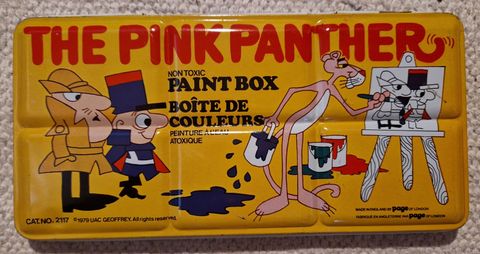 THE PINK PANTHER
NON TOXIC
PAINT BOX
BOÎTE DE
COULEURS
PEINTURE À L'EAU
ATOXIQUE
CAT. NO. 2117 ©1979 UAC GEOFFREY. All rights reserved.
MADE IN ENGLAND BY page OF LONDON
FABRIQUÉ EN ANGLETERRE PAR page OF LONDON